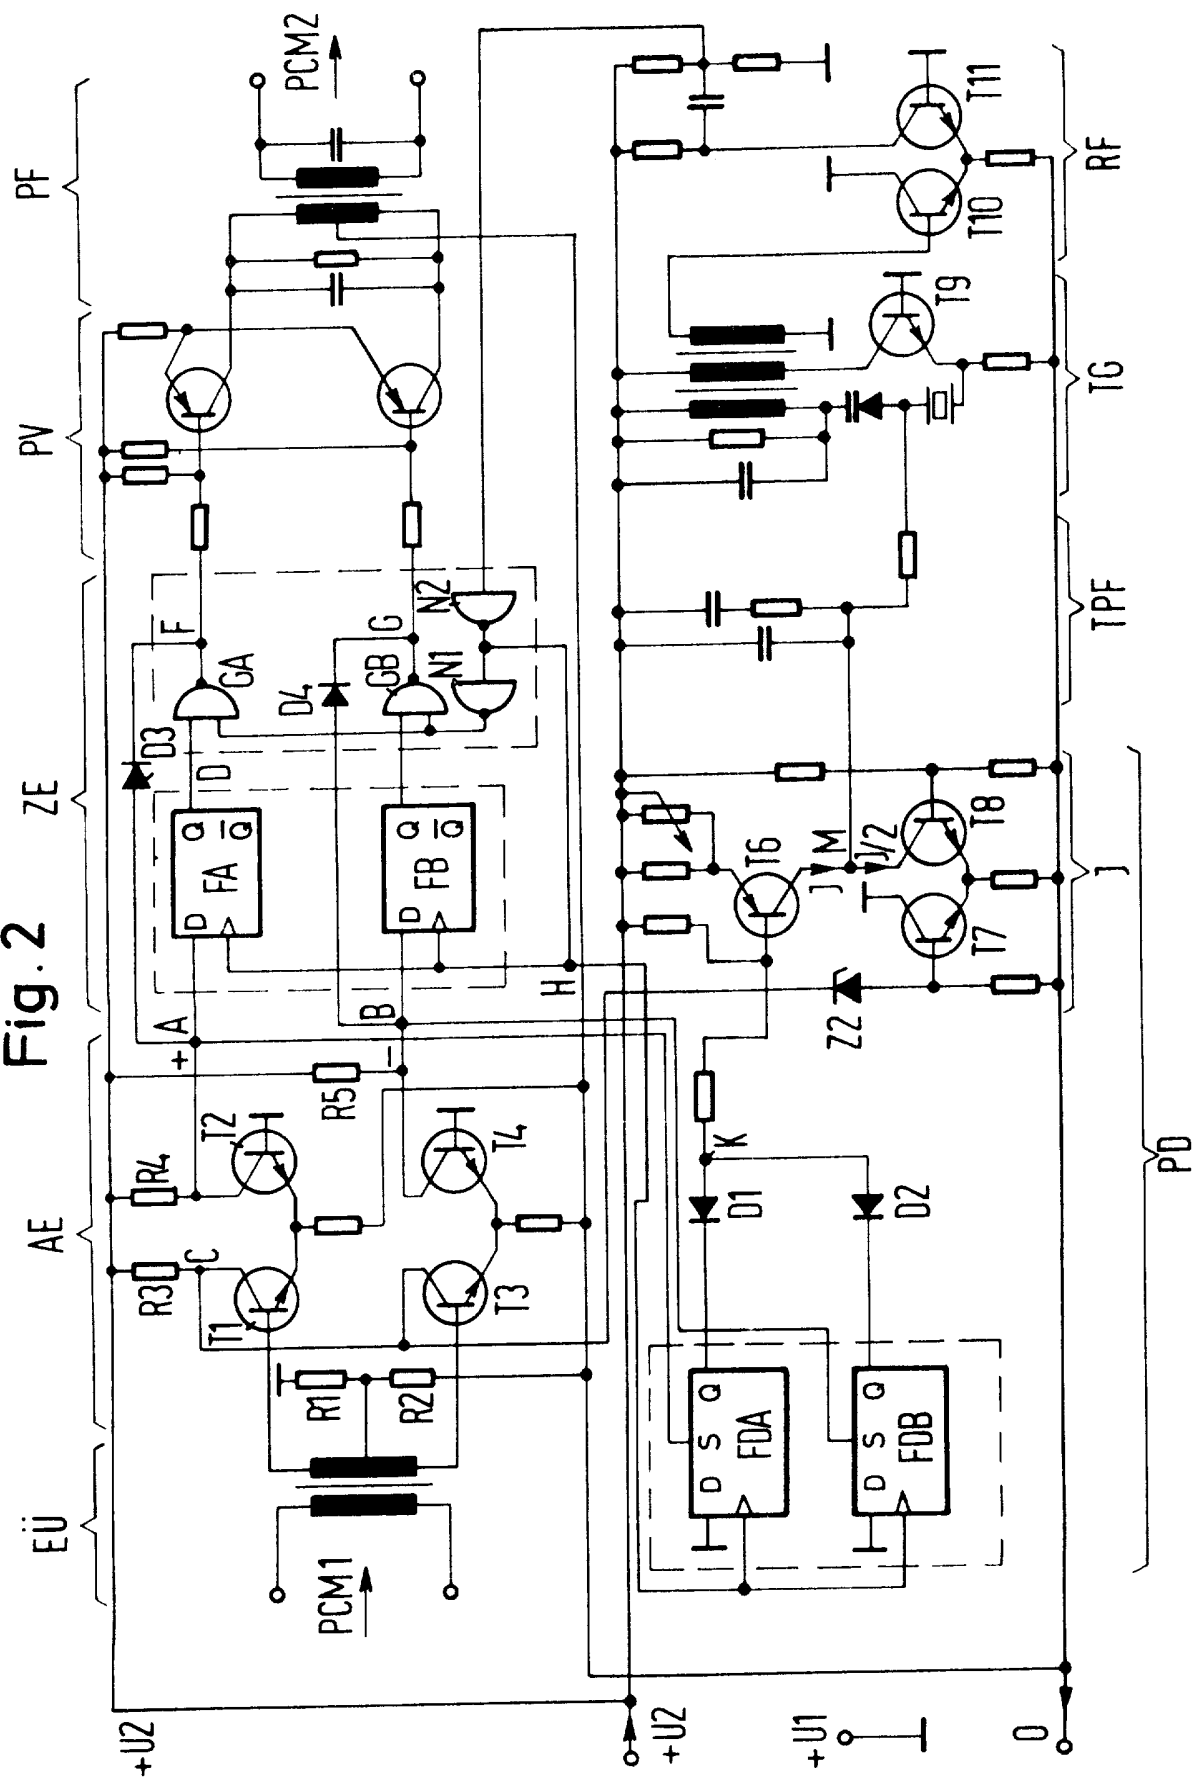 Fig. 2
EÜ
AE
ZE
PV
PF
+U2
PCM1
R1
R2
R3
R4
R5
T1
T2
T3
T4
C
+
A
−
B
H
D3
D4
D
Q
Q̅
FA
D
Q
Q̅
FB
D
F
G
GA
GB
N1
N2
PCM2
+U2
+U1
0
D
S
Q
FDA
D
S
Q
FDB
D1
D2
K
Z2
T6
T7
T8
J
M
J/2
T9
T10
T11
J
TPF
TG
RF
PD